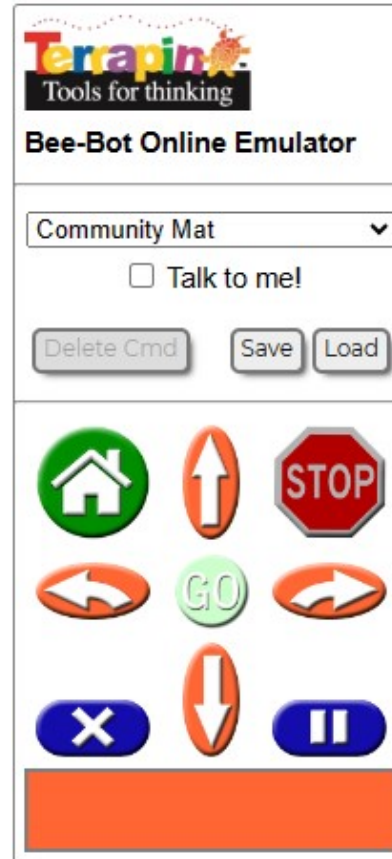 Terrapin
Tools for thinking
Bee-Bot Online Emulator
Community Mat
Talk to me!
Delete Cmd Save Load
STOP
GO